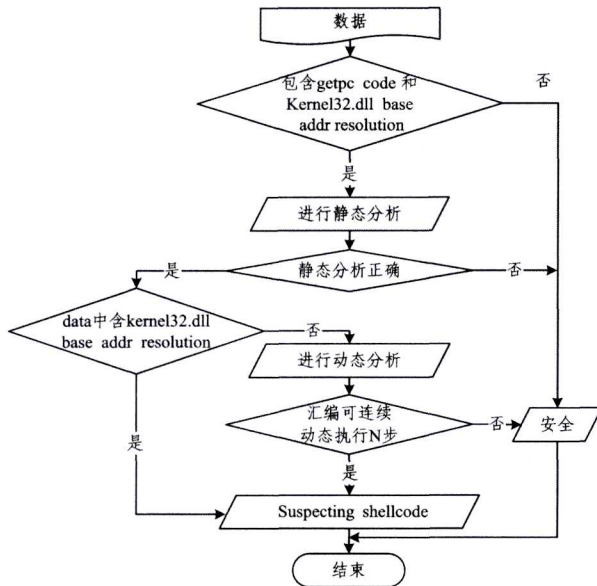 数据
包含getpc code 和
Kernel32.dll base
addr resolution
否
是
进行静态分析
静态分析正确
是
否
data中含kernel32.dll
base addr resolution
否
进行动态分析
汇编可连续
动态执行N步
否
安全
是
是
Suspecting shellcode
结束